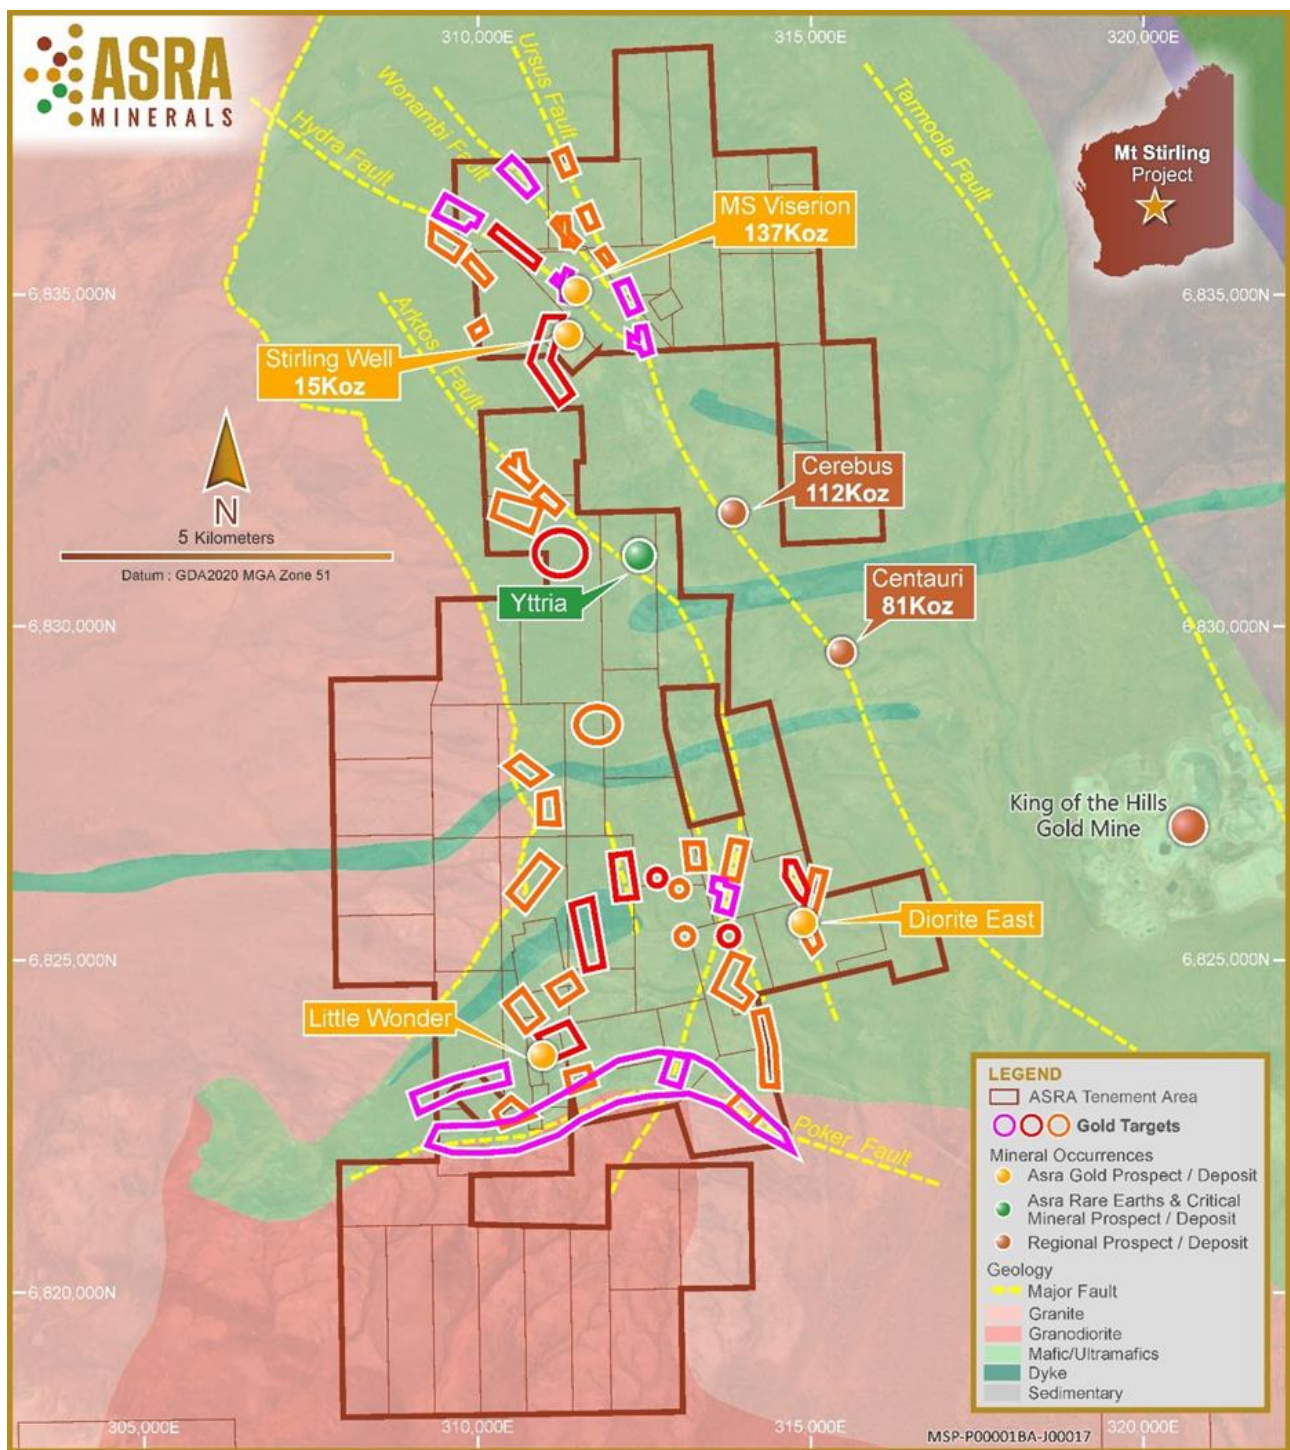 ASRA
MINERALS
310,000E
315,000E
320,000E
Ursus Fault
Wonambi Fault
Hydra Fault
Tarmoola Fault
Mt Stirling
Project
MS Viserion
137Koz
6,835,000N
6,835,000N
Arktos Fault
Stirling Well
15Koz
N
5 Kilometers
Datum : GDA2020 MGA Zone 51
Cerebus
112Koz
Centauri
81Koz
Yttria
6,830,000N
6,830,000N
King of the Hills
Gold Mine
Diorite East
6,825,000N
6,825,000N
Little Wonder
Poker Fault
LEGEND
ASRA Tenement Area
Gold Targets
Mineral Occurrences
Asra Gold Prospect / Deposit
Asra Rare Earths & Critical
Mineral Prospect / Deposit
Regional Prospect / Deposit
Geology
Major Fault
Granite
Granodiorite
Mafic/Ultramafics
Dyke
Sedimentary
6,820,000N
6,820,000N
305,000E
310,000E
315,000E
320,000E
MSP-P00001BA-J00017